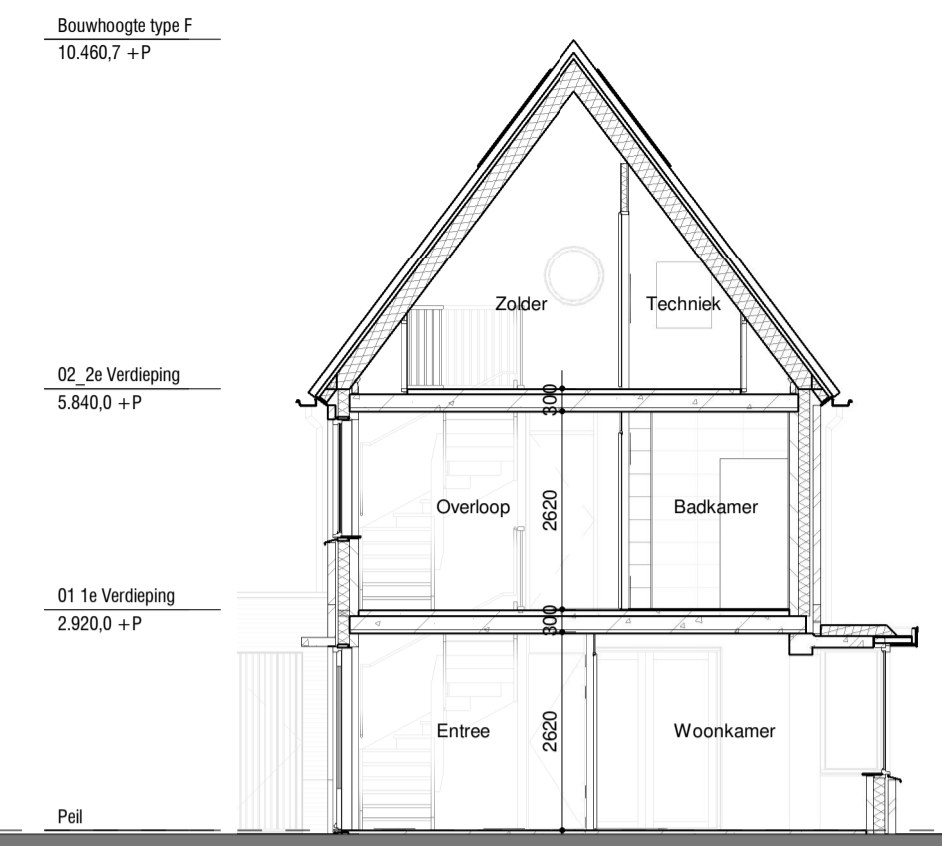 Bouwhoogte type F
10.460,7 +P
Zolder
Techniek
02_2e Verdieping
5.840,0 +P
300
Overloop
2620
Badkamer
01 1e Verdieping
2.920,0 +P
300
Entree
2620
Woonkamer
Peil